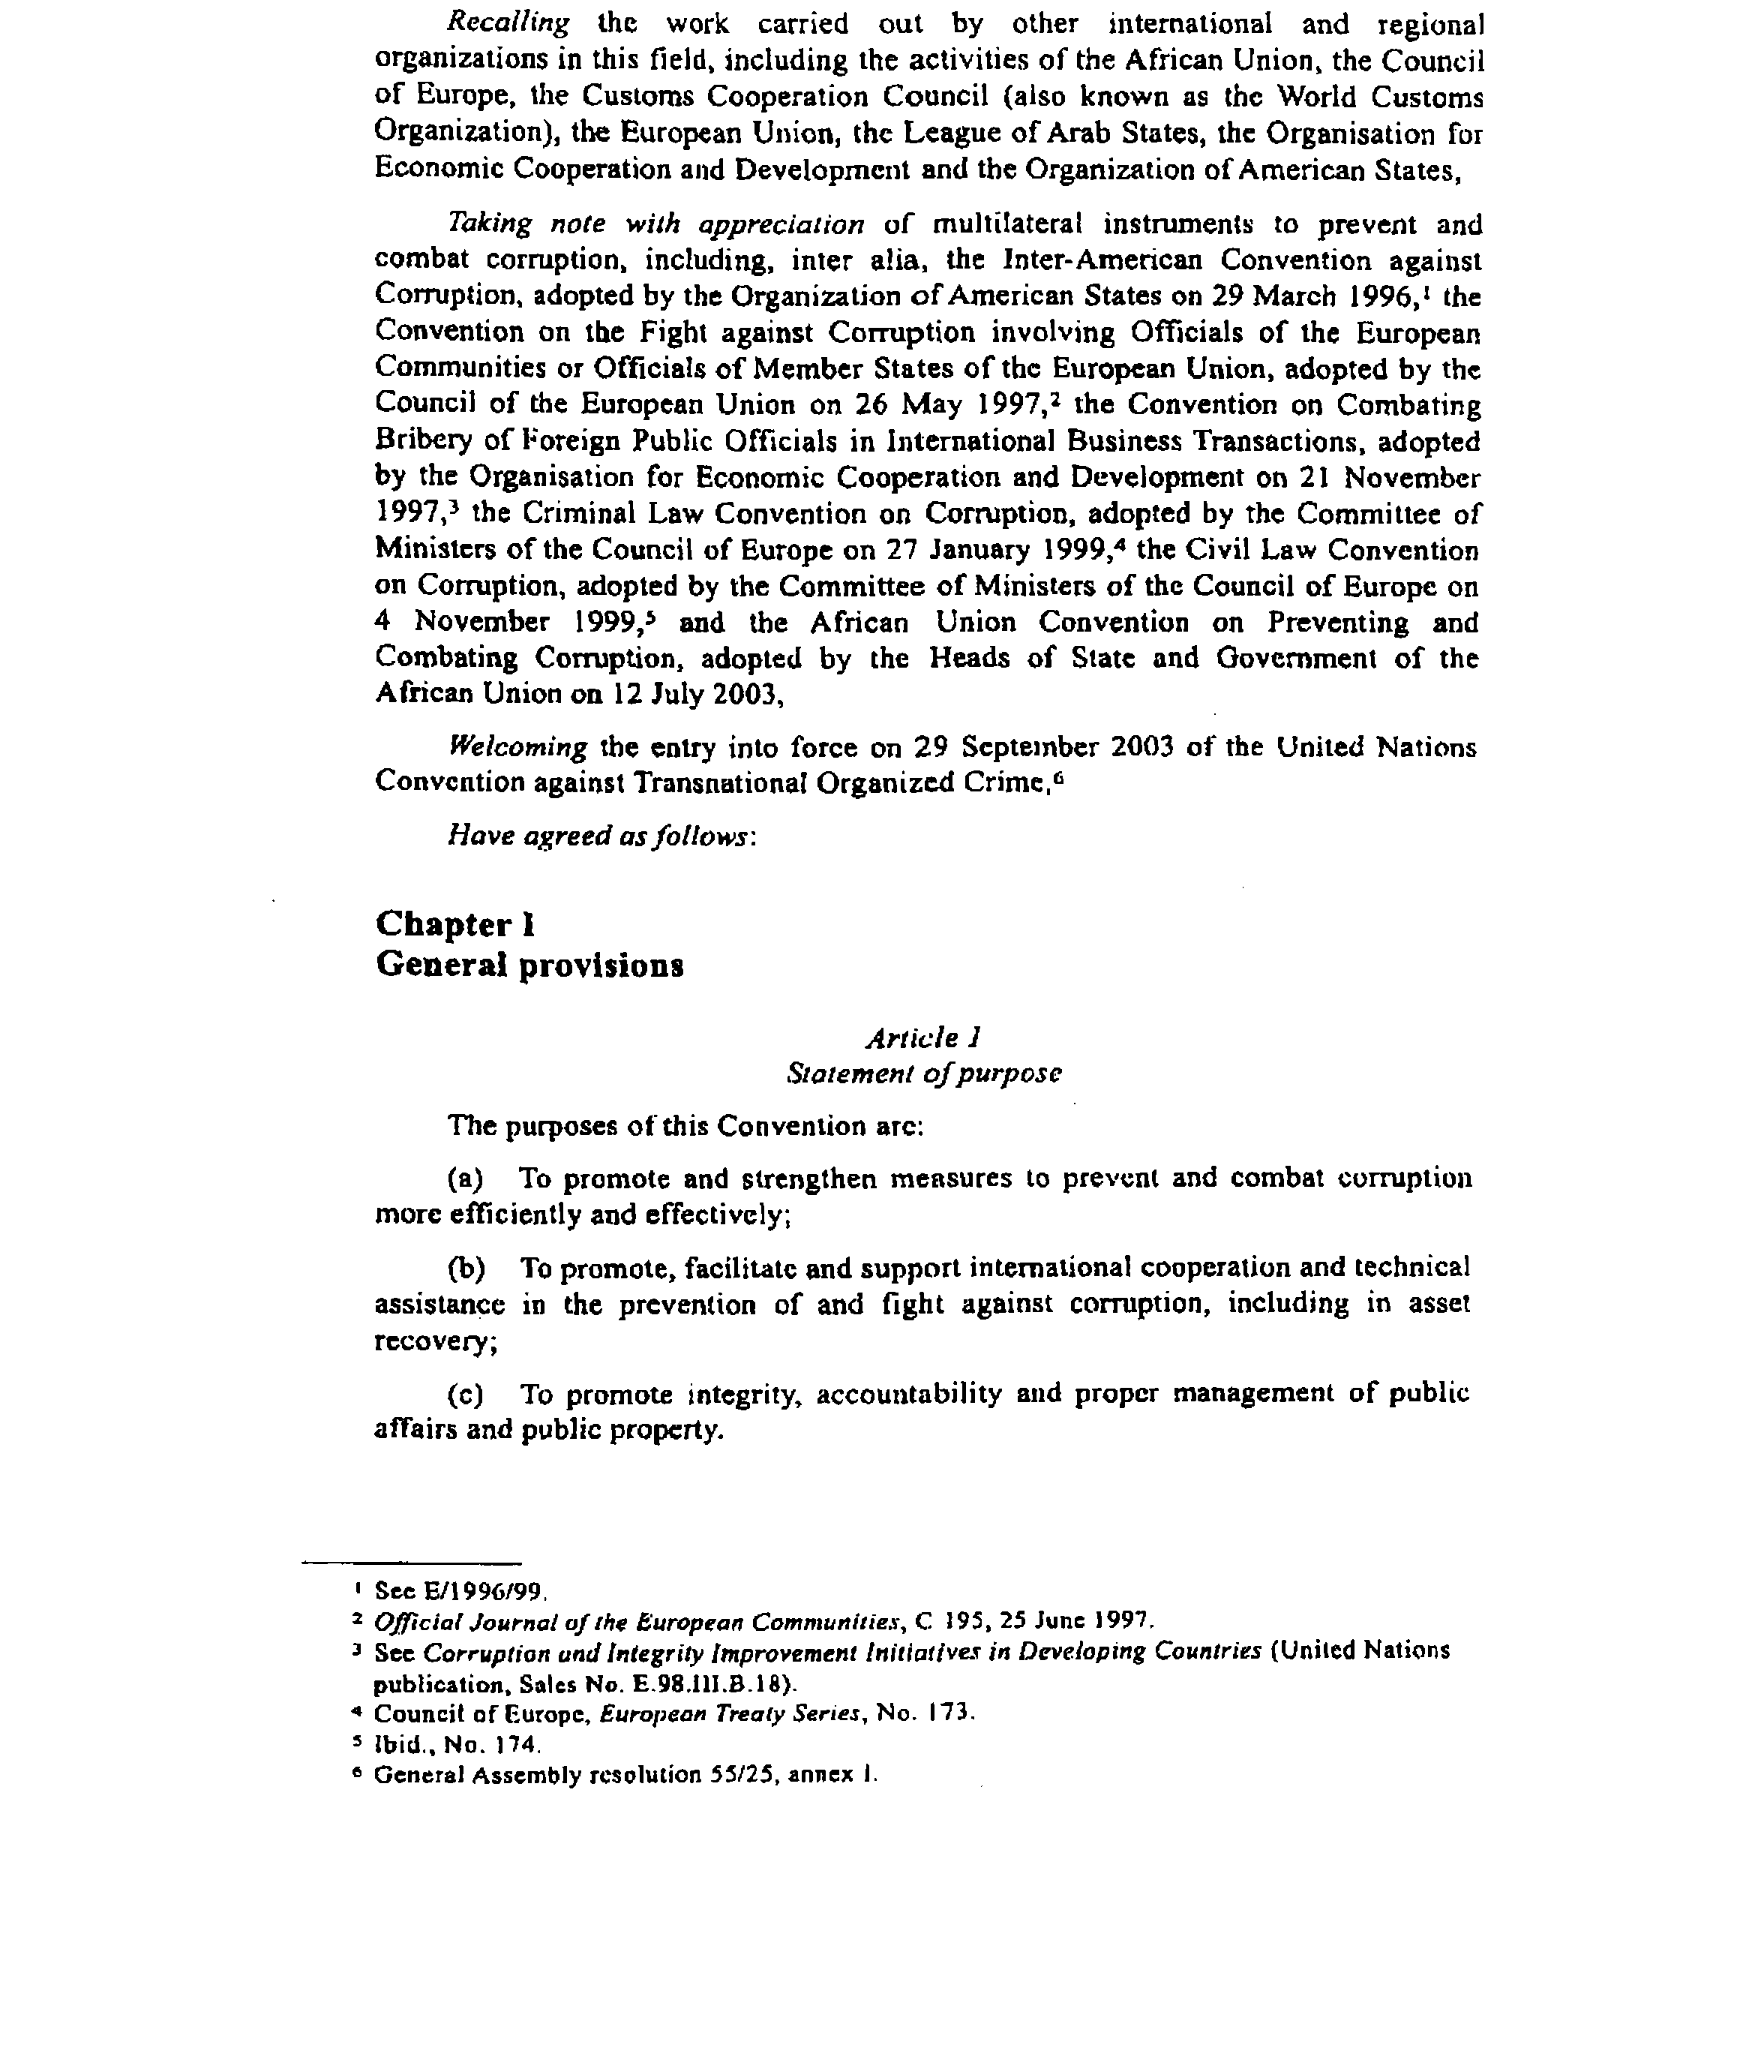 Recalling the work carried out by other international and regional
organizations in this field, including the activities of the African Union, the Council
of Europe, the Customs Cooperation Council (also known as the World Customs
Organization), the European Union, the League of Arab States, the Organisation for
Economic Cooperation and Development and the Organization of American States,
Taking note with appreciation of multilateral instruments to prevent and
combat corruption, including, inter alia, the Inter-American Convention against
Corruption, adopted by the Organization of American States on 29 March 1996,¹ the
Convention on the Fight against Corruption involving Officials of the European
Communities or Officials of Member States of the European Union, adopted by the
Council of the European Union on 26 May 1997,² the Convention on Combating
Bribery of Foreign Public Officials in International Business Transactions, adopted
by the Organisation for Economic Cooperation and Development on 21 November
1997,³ the Criminal Law Convention on Corruption, adopted by the Committee of
Ministers of the Council of Europe on 27 January 1999,⁴ the Civil Law Convention
on Corruption, adopted by the Committee of Ministers of the Council of Europe on
4 November 1999,⁵ and the African Union Convention on Preventing and
Combating Corruption, adopted by the Heads of State and Government of the
African Union on 12 July 2003,
Welcoming the entry into force on 29 September 2003 of the United Nations
Convention against Transnational Organized Crime,⁶
Have agreed as follows:
Chapter I
General provisions
Article 1
Statement of purpose
The purposes of this Convention are:
(a) To promote and strengthen measures to prevent and combat corruption
more efficiently and effectively;
(b) To promote, facilitate and support international cooperation and technical
assistance in the prevention of and fight against corruption, including in asset
recovery;
(c) To promote integrity, accountability and proper management of public
affairs and public property.
¹ See E/1996/99.
² Official Journal of the European Communities, C 195, 25 June 1997.
³ See Corruption and Integrity Improvement Initiatives in Developing Countries (United Nations
publication, Sales No. E.98.III.B.18).
⁴ Council of Europe, European Treaty Series, No. 173.
⁵ Ibid., No. 174.
⁶ General Assembly resolution 55/25, annex I.